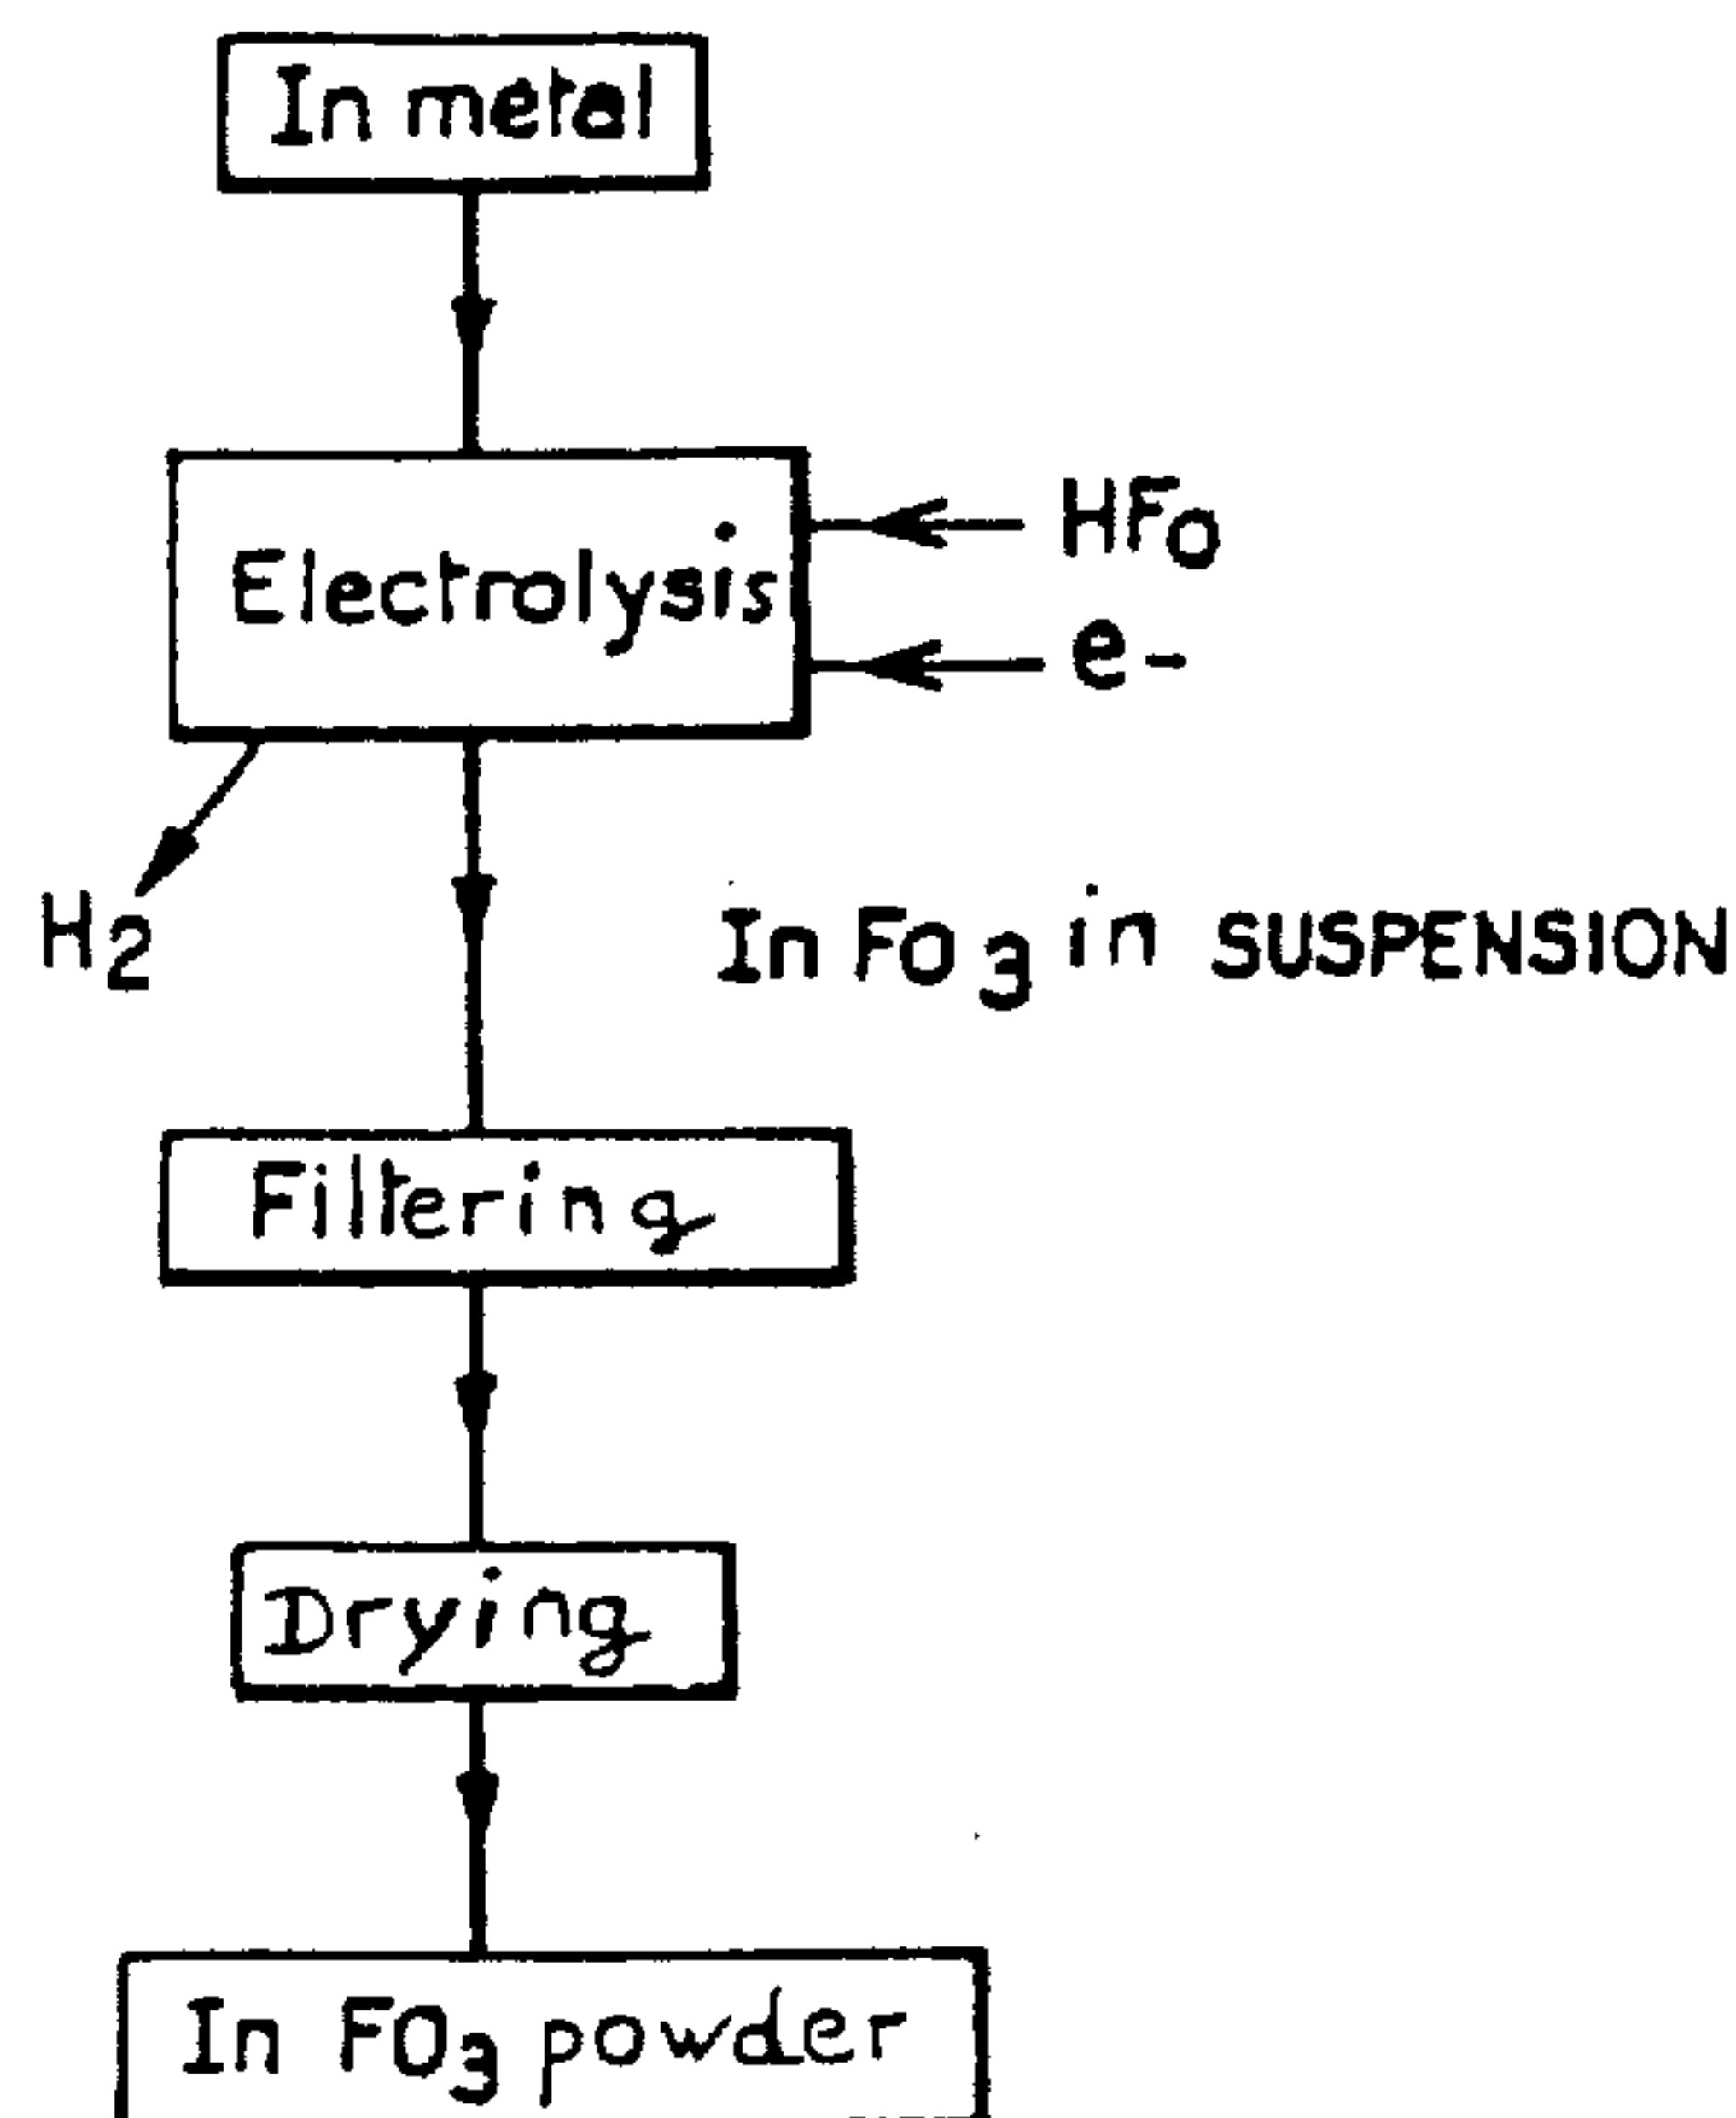 In metal
HFo
Electrolysis
e-
H2
In Fo3 in SUSPENSION
Filtering
Drying
In FO3 powder